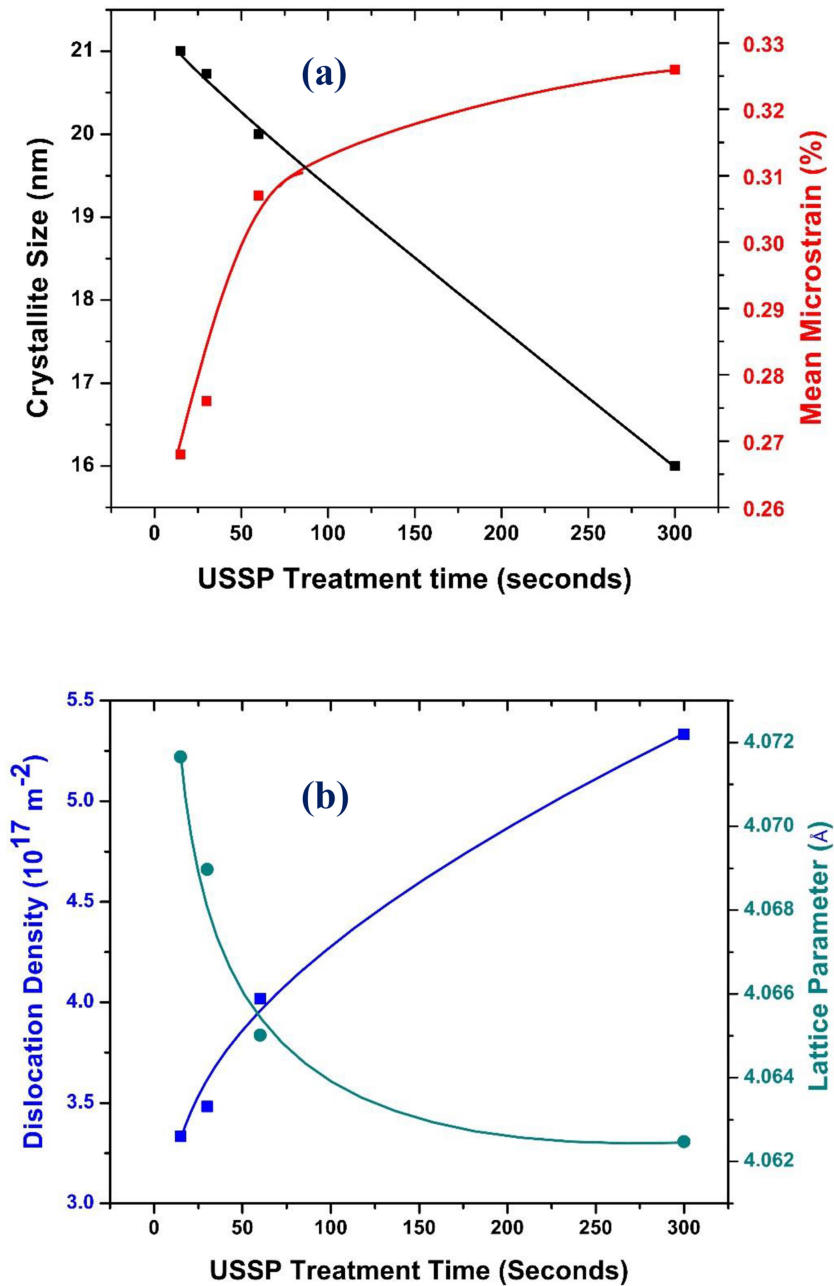 (a)
Crystallite Size (nm)
21
20
19
18
17
16
Mean Microstrain (%)
0.33
0.32
0.31
0.30
0.29
0.28
0.27
0.26
0 50 100 150 200 250 300
USSP Treatment time (seconds)
(b)
Dislocation Density (10^17 m^-2)
5.5
5.0
4.5
4.0
3.5
3.0
Lattice Parameter (Å)
4.072
4.070
4.068
4.066
4.064
4.062
0 50 100 150 200 250 300
USSP Treatment Time (Seconds)